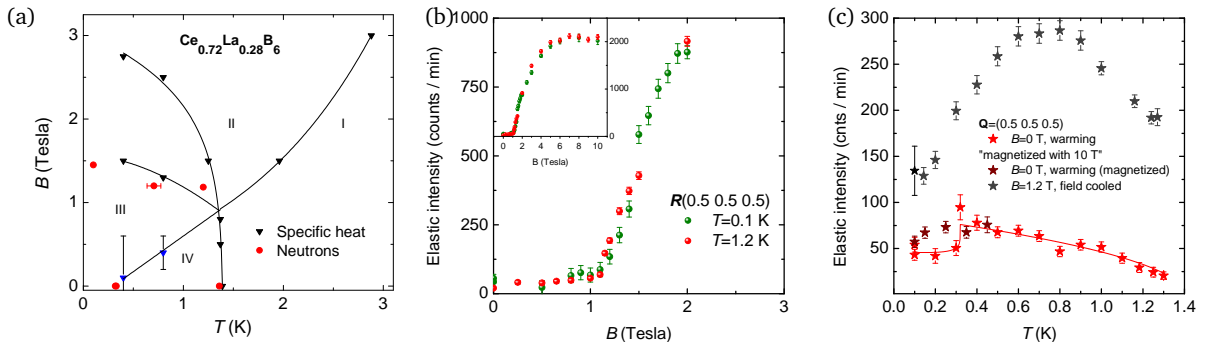 (a)
Ce0.72La0.28B6
3
2
1
0
B (Tesla)
II
I
III
IV
Specific heat
Neutrons
0 1 2 3
T (K)
(b)
1000
750
500
250
0
Elastic intensity (counts / min)
2000
1000
0
0 2 4 6 8 10
B (Tesla)
R(0.5 0.5 0.5)
T=0.1 K
T=1.2 K
0 1 2 3
B (Tesla)
(c)
300
250
200
150
100
50
0
Elastic intensity (cnts / min)
Q=(0.5 0.5 0.5)
B=0 T, warming
"magnetized with 10 T"
B=0 T, warming (magnetized)
B=1.2 T, field cooled
0.0 0.2 0.4 0.6 0.8 1.0 1.2 1.4
T (K)